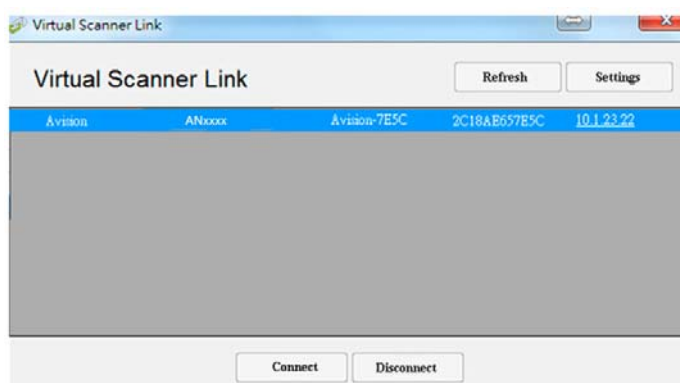 Virtual Scanner Link
Virtual Scanner Link Refresh Settings
Avision ANxxxx Avision-7E5C 2C18AE657E5C 10.1.23.22
Connect Disconnect